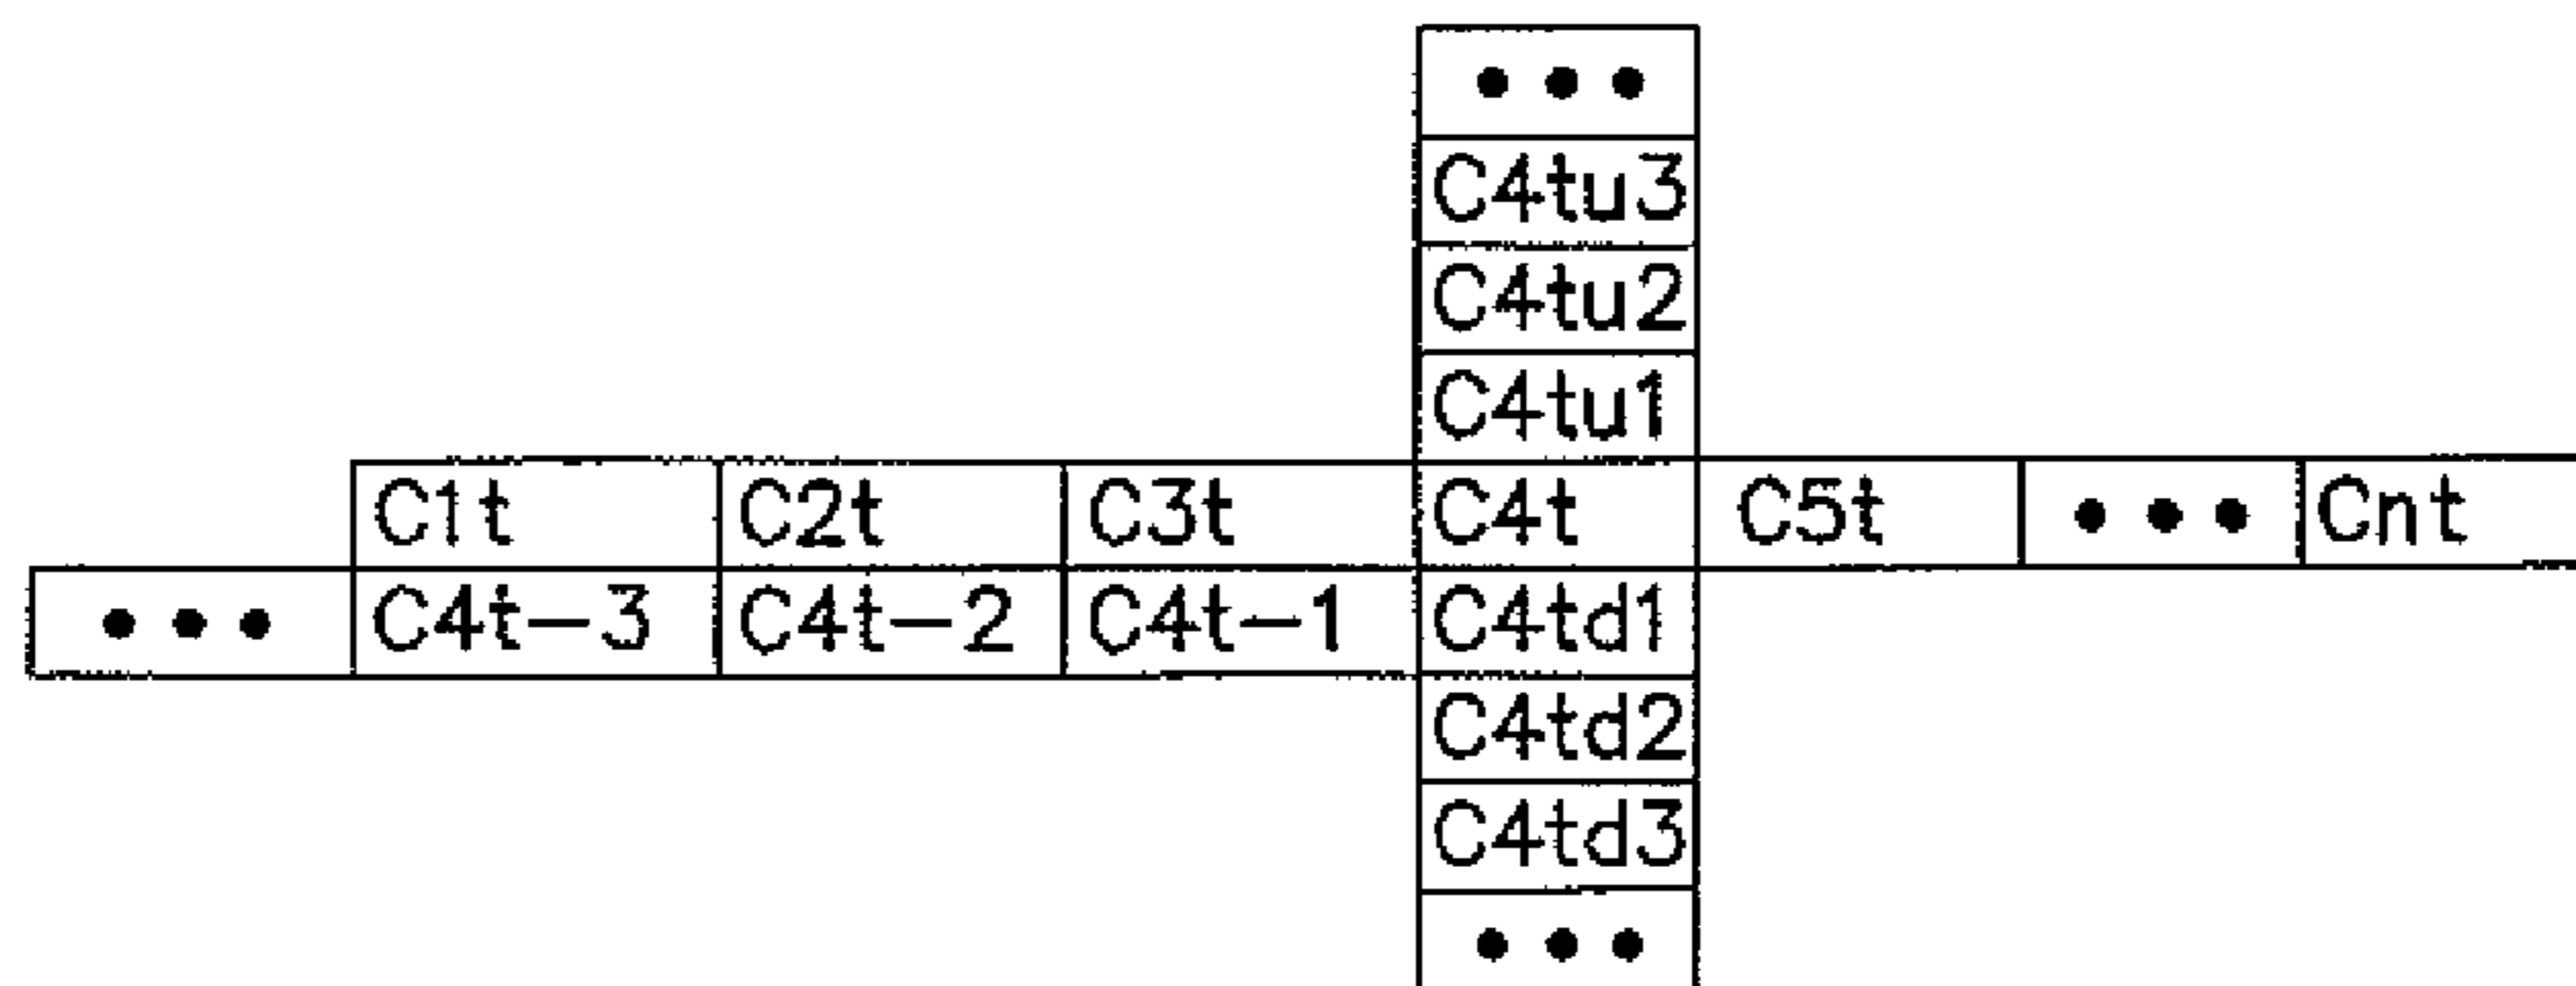 • • •
C4tu3
C4tu2
C4tu1
C1t C2t C3t C4t C5t • • • Cnt
• • • C4t-3 C4t-2 C4t-1 C4td1
C4td2
C4td3
• • •